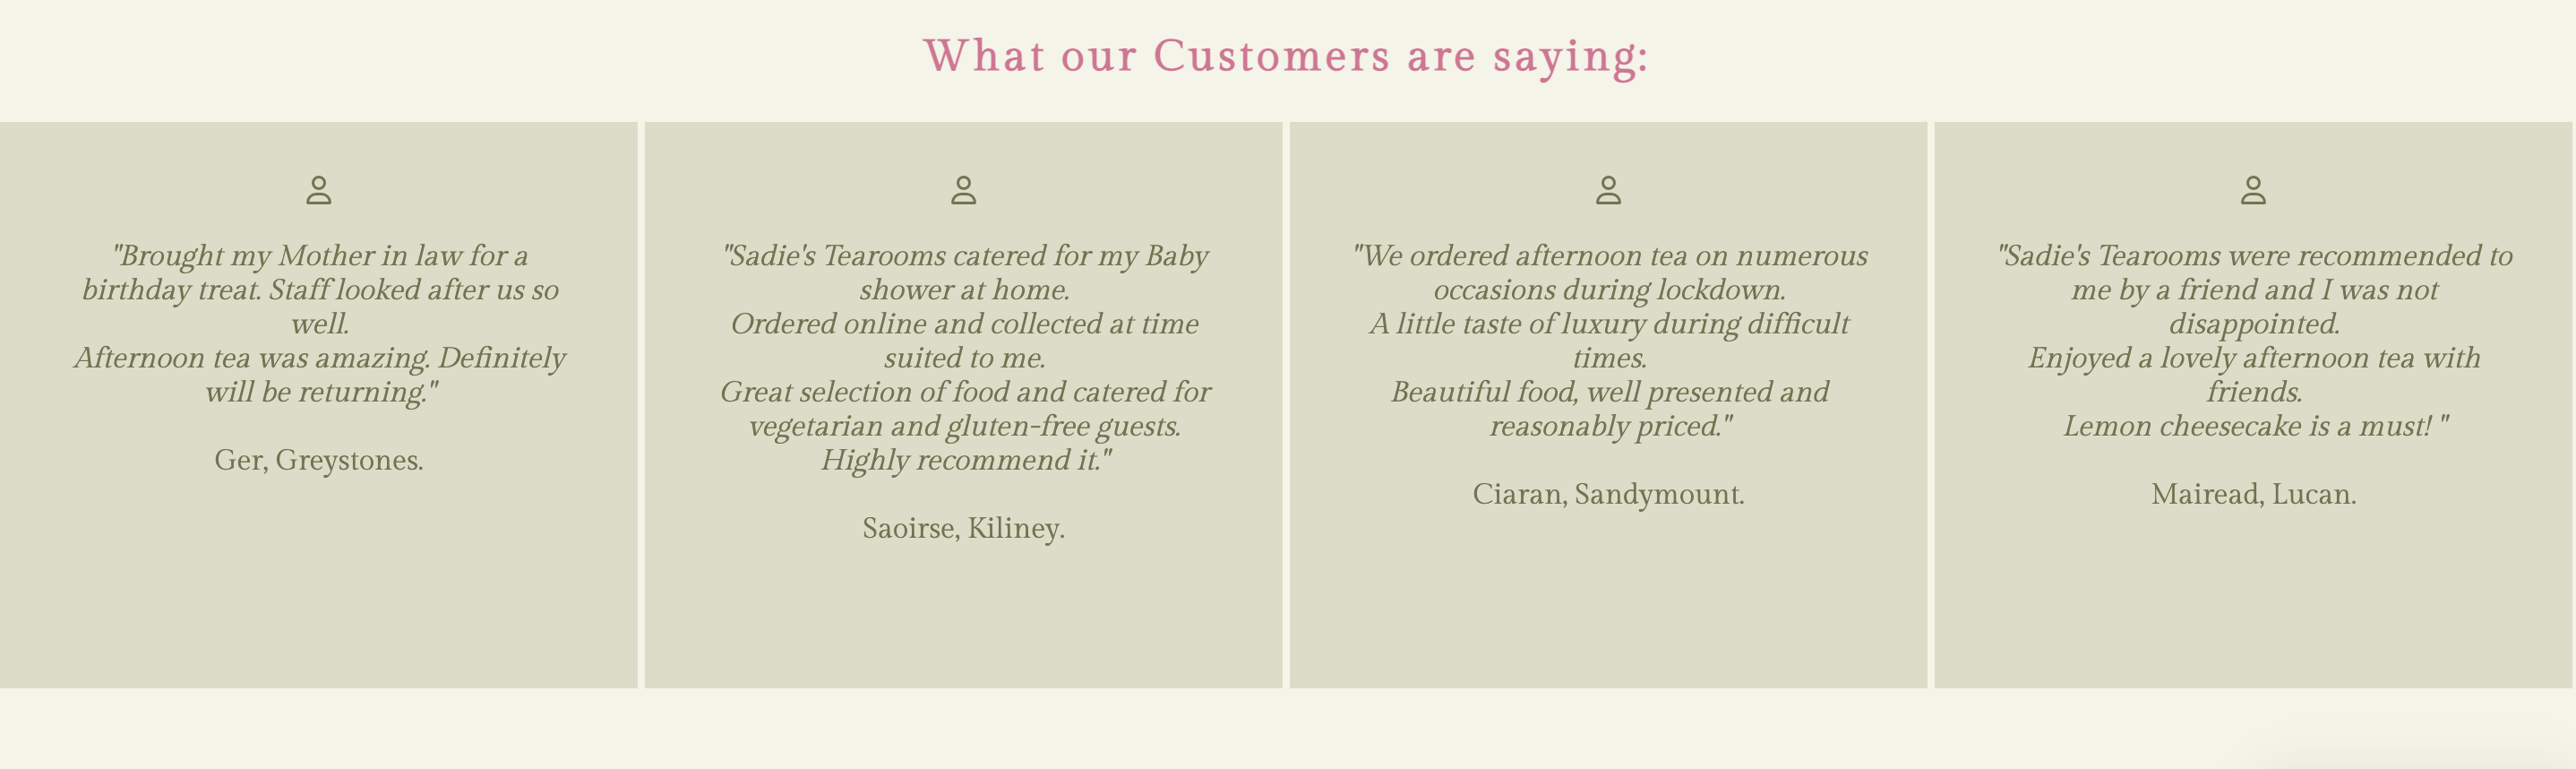 What our Customers are saying:
"Brought my Mother in law for a
birthday treat. Staff looked after us so
well.
Afternoon tea was amazing. Definitely
will be returning."
Ger, Greystones.
"Sadie's Tearooms catered for my Baby
shower at home.
Ordered online and collected at time
suited to me.
Great selection of food and catered for
vegetarian and gluten-free guests.
Highly recommend it."
Saoirse, Kiliney.
"We ordered afternoon tea on numerous
occasions during lockdown.
A little taste of luxury during difficult
times.
Beautiful food, well presented and
reasonably priced."
Ciaran, Sandymount.
"Sadie's Tearooms were recommended to
me by a friend and I was not
disappointed.
Enjoyed a lovely afternoon tea with
friends.
Lemon cheesecake is a must! "
Mairead, Lucan.